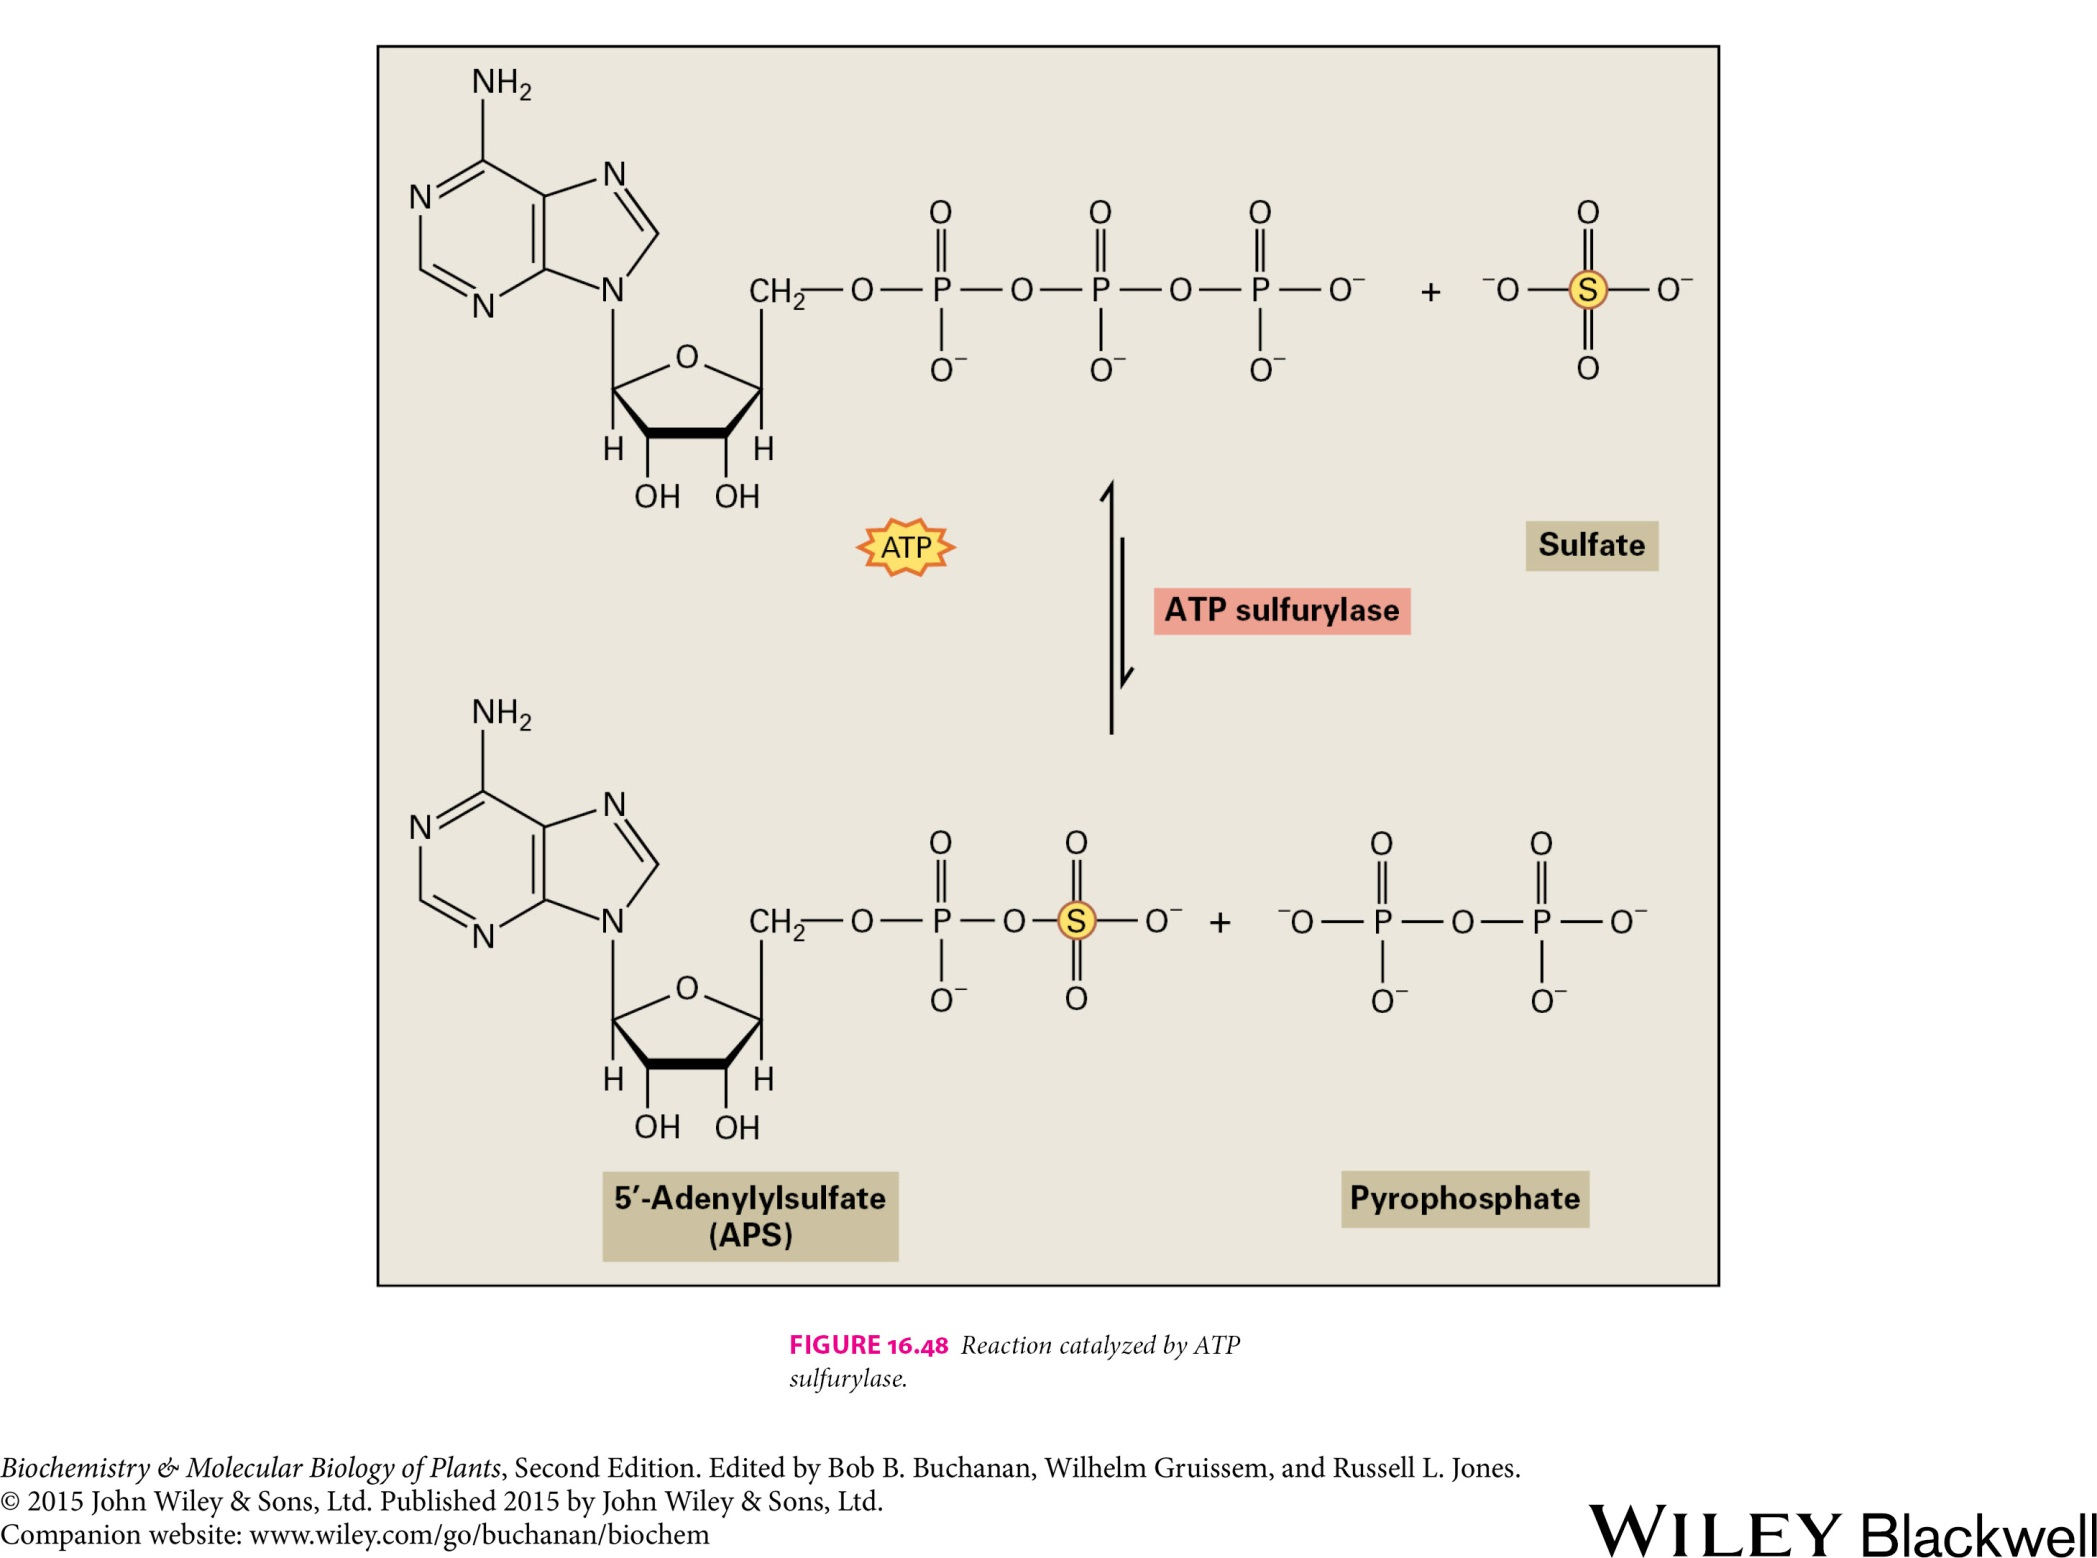 NH2
N
N
N
N
O
O
O
O
CH2
O
P
O
P
O
P
O−
+
−O
S
O−
O
O−
O−
O−
O
H
H
OH
OH
ATP
Sulfate
ATP sulfurylase
NH2
N
N
N
N
O
O
O
O
CH2
O
P
O
S
O−
+
−O
P
O
P
O−
O
O−
O
O−
O−
H
H
OH
OH
5′-Adenylylsulfate
(APS)
Pyrophosphate
FIGURE 16.48 Reaction catalyzed by ATP
sulfurylase.
Biochemistry & Molecular Biology of Plants, Second Edition. Edited by Bob B. Buchanan, Wilhelm Gruissem, and Russell L. Jones.
© 2015 John Wiley & Sons, Ltd. Published 2015 by John Wiley & Sons, Ltd.
Companion website: www.wiley.com/go/buchanan/biochem
WILEY Blackwell